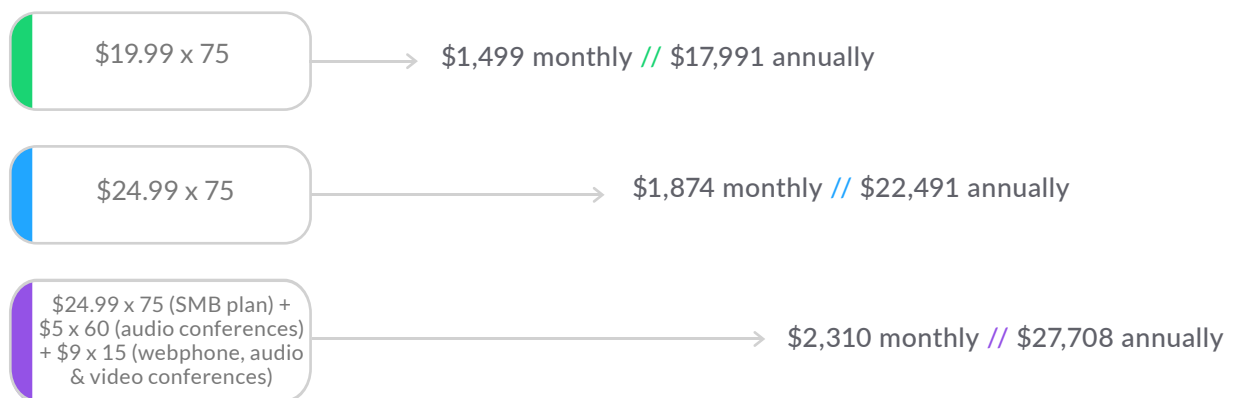 $19.99 x 75
$1,499 monthly // $17,991 annually
$24.99 x 75
$1,874 monthly // $22,491 annually
$24.99 x 75 (SMB plan) +
$5 x 60 (audio conferences)
+ $9 x 15 (webphone, audio
& video conferences)
$2,310 monthly // $27,708 annually